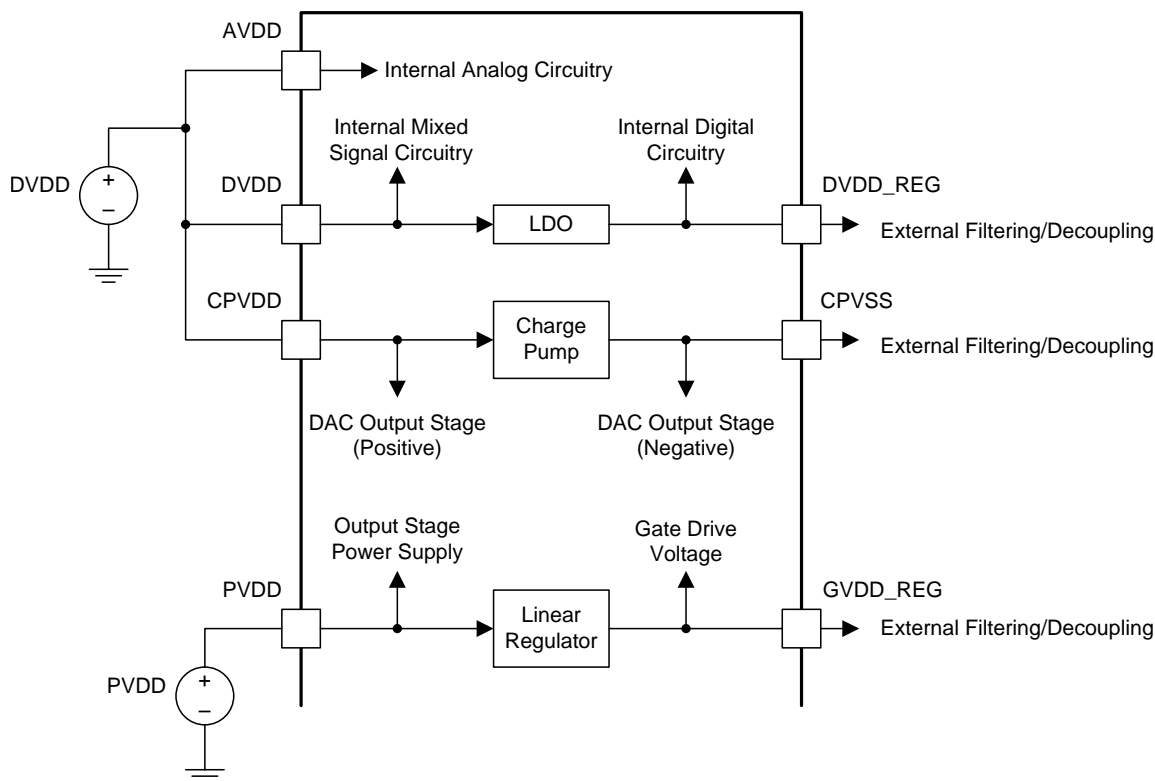 AVDD
Internal Analog Circuitry
Internal Mixed
Signal Circuitry
Internal Digital
Circuitry
DVDD
+
−
DVDD
LDO
DVDD_REG
External Filtering/Decoupling
CPVDD
Charge
Pump
CPVSS
External Filtering/Decoupling
DAC Output Stage
(Positive)
DAC Output Stage
(Negative)
Output Stage
Power Supply
Gate Drive
Voltage
PVDD
Linear
Regulator
GVDD_REG
External Filtering/Decoupling
PVDD
+
−